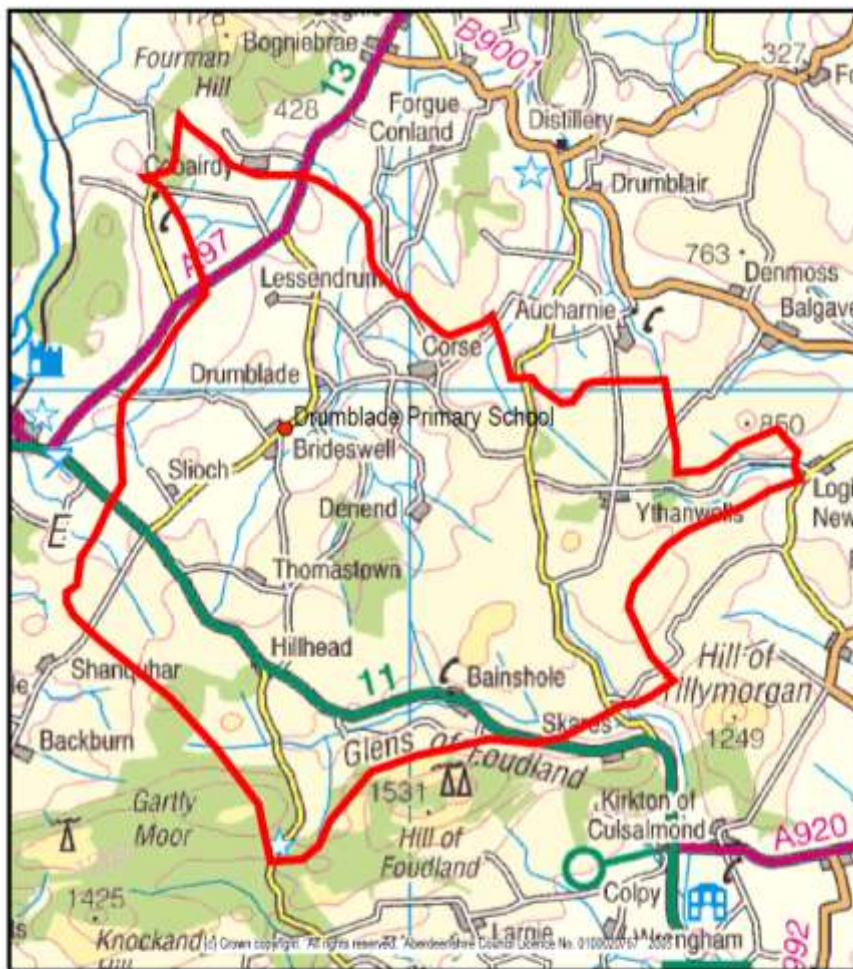 Bogniebrae
B9001
327
Fourman
Hill
13
428
Forgue
Conland
Distillery
Cobairdy
Drumblair
A97
763
Lessendrum
Denmoss
Aucharnie
Corse
Drumblade
Drumblade Primary School
850
Brideswell
Slioch
Ythanwells
E
Denend
Thomastown
Hillhead
Hill of
Tillymorgan
Shanquhar
11
Bainshole
Skares
1249
Backburn
Glens of Foudland
Gartly
Moor
1531
Kirkton of
Culsalmond
A920
Hill of
Foudland
Colpy
1425
Largie
Wrangham